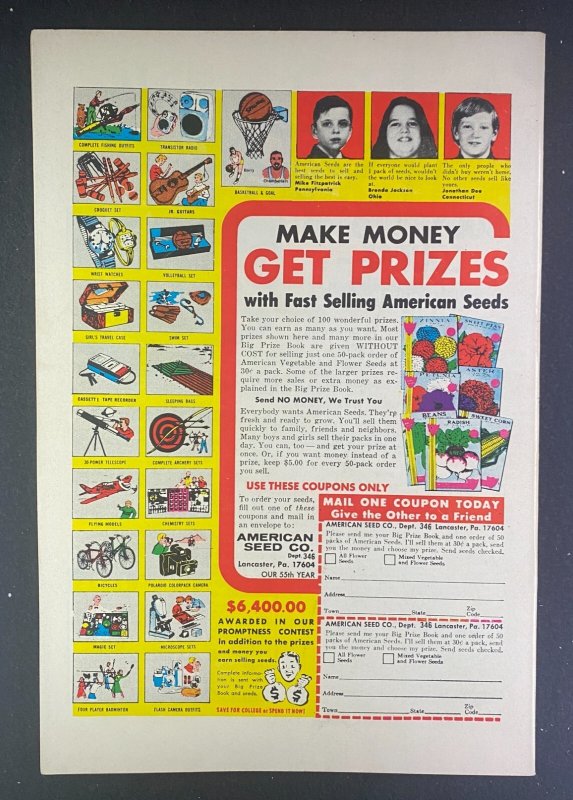 COMPLETE FISHING OUTFITS
TRANSISTOR RADIO
CROQUET SET
JR. GUITARS
WRIST WATCHES
VOLLEYBALL SET
GIRL'S TRAVEL CASE
SWIM SET
CASSETTE TAPE RECORDER
SLEEPING BAGS
30-POWER TELESCOPE
COMPLETE ARCHERY SETS
FLYING MODELS
CHEMISTRY SETS
BICYCLES
POLAROID COLORPACK CAMERA
MAGIC SET
MICROSCOPE SETS
FOUR PLAYER BADMINTON
FLASH CAMERA OUTFITS
SPALDING
BASKETBALL & GOAL
American Seeds are the
best seeds to sell and
selling the best is easy.
Mike Fitzpatrick
Pennsylvania
If everyone would plant
1 pack of seeds, wouldn't
the world be nice to look
at.
Brenda Jackson
Ohio
The only people who
didn't buy weren't home.
No other seeds sell like
yours.
Jonathan Dee
Connecticut
MAKE MONEY
GET PRIZES
with Fast Selling American Seeds
Take your choice of 100 wonderful prizes.
You can earn as many as you want. Most
prizes shown here and many more in our
Big Prize Book are given WITHOUT
COST for selling just one 50-pack order of
American Vegetable and Flower Seeds at
30¢ a pack. Some of the larger prizes re-
quire more sales or extra money as ex-
plained in the Big Prize Book.
Send NO MONEY, We Trust You
Everybody wants American Seeds. They're
fresh and ready to grow. You'll sell them
quickly to family, friends and neighbors.
Many boys and girls sell their packs in one
day. You can, too — and get your prize at
once. Or, if you want money instead of a
prize, keep $5.00 for every 50-pack order
you sell.
ZINNIA
SWEET PEAS
PETUNIA
ASTER
BEANS
RADISH
SWEET CORN
USE THESE COUPONS ONLY
To order your seeds,
fill out one of these
coupons and mail in
an envelope to:
AMERICAN
SEED CO.
Dept. 346
Lancaster, Pa. 17604
OUR 55th YEAR
MAIL ONE COUPON TODAY
Give the Other to a Friend
AMERICAN SEED CO., Dept. 346 Lancaster, Pa. 17604
Please send me your Big Prize Book and one order of 50
packs of American Seeds. I'll sell them at 30¢ a pack, send
you the money and choose my prize. Send seeds checked.
All Flower Seeds
Mixed Vegetable and Flower Seeds
Name
Address
Town State Zip Code
AMERICAN SEED CO., Dept. 346 Lancaster, Pa. 17604
Please send me your Big Prize Book and one order of 50
packs of American Seeds. I'll sell them at 30¢ a pack, send
you the money and choose my prize. Send seeds checked.
All Flower Seeds
Mixed Vegetable and Flower Seeds
Name
Address
Town State Zip Code
$6,400.00
AWARDED IN OUR
PROMPTNESS CONTEST
In addition to the prizes
and money you
earn selling seeds.
Complete informa-
tion is sent with
your Big Prize
Book and seeds.
$ $
SAVE FOR COLLEGE or SPEND IT NOW!